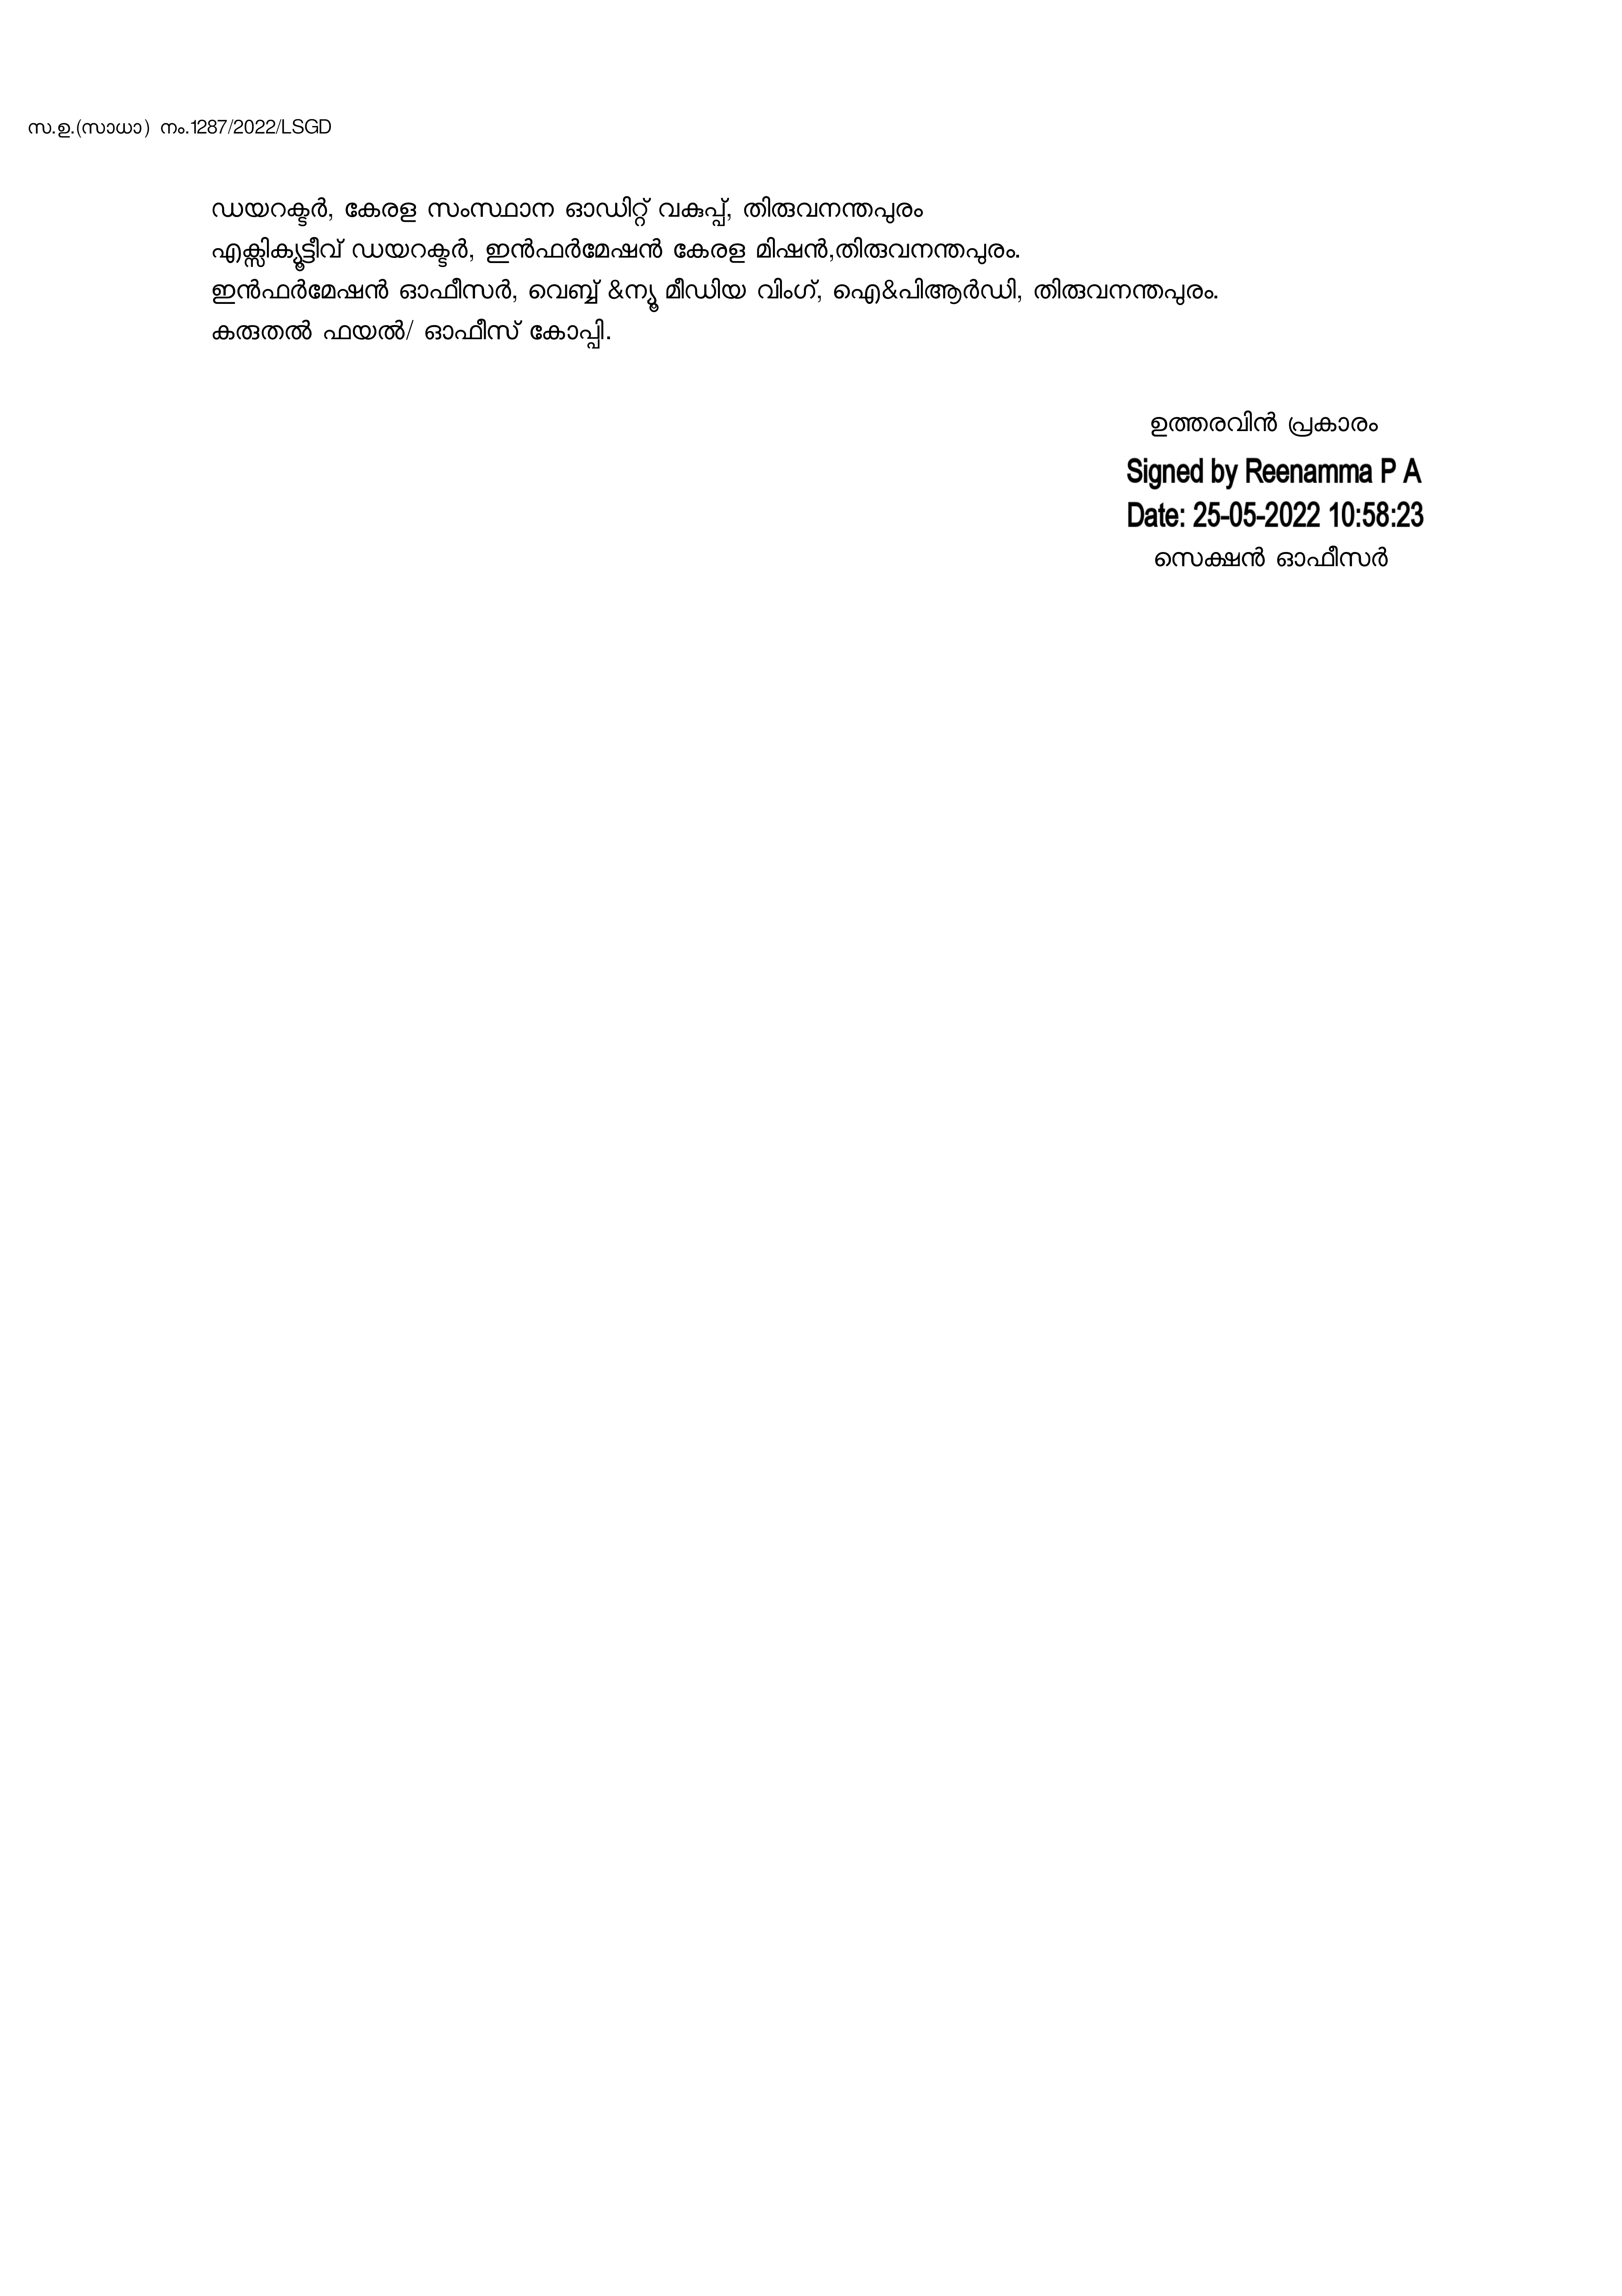 സ.ഉ.(സാധാ) നം.1287/2022/LSGD
ഡയറക്ടർ, കേരള സംസ്ഥാന ഓഡിറ്റ് വകുപ്പ്, തിരുവനന്തപുരം
എക്സിക്യൂട്ടീവ് ഡയറക്ടർ, ഇൻഫർമേഷൻ കേരള മിഷൻ,തിരുവനന്തപുരം.
ഇൻഫർമേഷൻ ഓഫീസർ, വെബ്ബ് &ന്യൂ മീഡിയ വിംഗ്, ഐ&പിആർഡി, തിരുവനന്തപുരം.
കരുതൽ ഫയൽ/ ഓഫീസ് കോപ്പി.
ഉത്തരവിൻ പ്രകാരം
Signed by Reenamma P A
Date: 25-05-2022 10:58:23
സെക്ഷൻ ഓഫീസർ